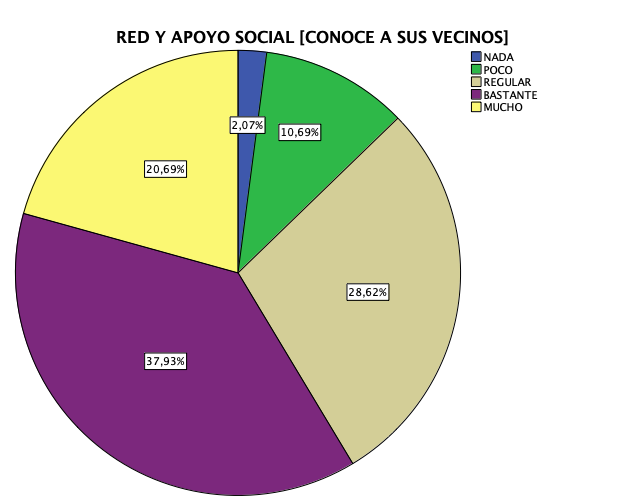 RED Y APOYO SOCIAL [CONOCE A SUS VECINOS]
NADA
POCO
REGULAR
BASTANTE
MUCHO
2,07%
10,69%
20,69%
28,62%
37,93%